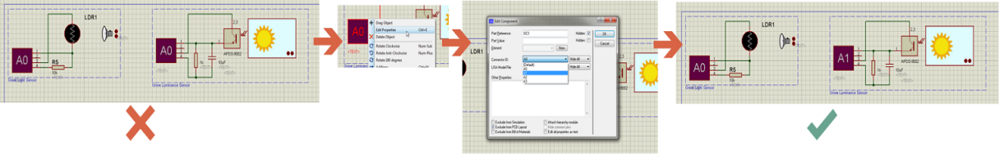 LDR1
A0
R5
10k
Grove Light Sensor
A0
2,3
1k
10uF
APDS-9002
Grove Luminance Sensor
A0
Drag Object
Edit Properties Ctrl+E
Delete Object
Rotate Clockwise Num-Sub
Rotate Anti-Clockwise Num-Plus
Rotate 180 degrees
LDR1
Edit Component
Part Reference: GC3 Hidden:
Part Value: Hidden:
Element: New
Connector ID: A0 Hide All
(Default)
LISA Model File: Hide All
Other Properties:
Exclude from Simulation
Exclude from PCB Layout
Exclude from Bill of Materials
Attach hierarchy module
Hide common pins
Edit all properties as text
OK
Cancel
LDR1
A0
R5
10k
Grove Light Sensor
A1
2,3
1k
10uF
APDS-9002
Grove Luminance Sensor